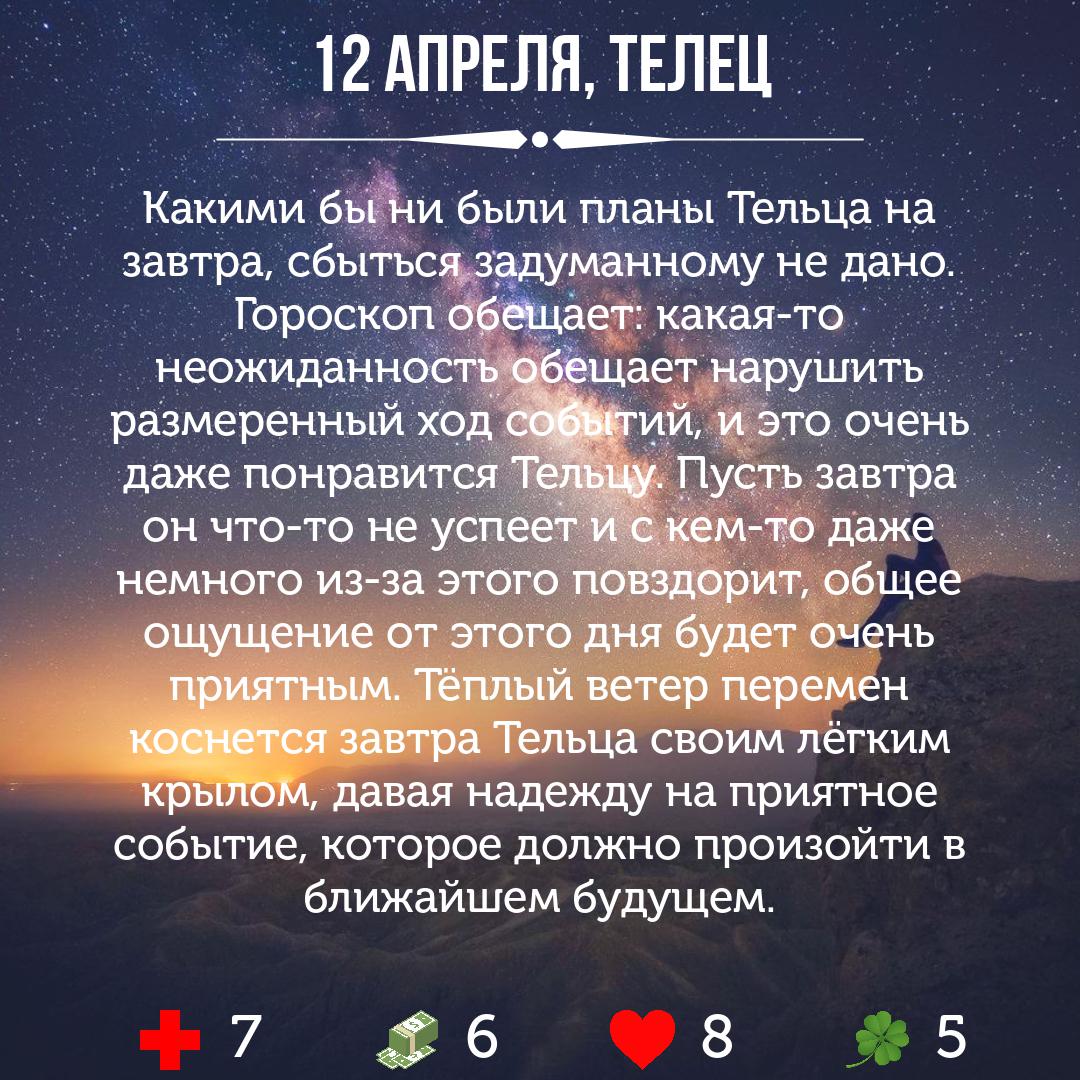 12 АПРЕЛЯ, ТЕЛЕЦ
Какими бы ни были планы Тельца на
завтра, сбыться задуманному не дано.
Гороскоп обещает: какая-то
неожиданность обещает нарушить
размеренный ход событий, и это очень
даже понравится Тельцу. Пусть завтра
он что-то не успеет и с кем-то даже
немного из-за этого повздорит, общее
ощущение от этого дня будет очень
приятным. Тёплый ветер перемен
коснется завтра Тельца своим лёгким
крылом, давая надежду на приятное
событие, которое должно произойти в
ближайшем будущем.
7 6 8 5